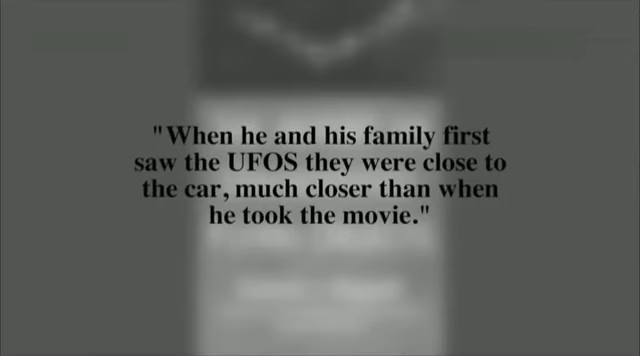 "When he and his family first
saw the UFOS they were close to
the car, much closer than when
he took the movie."